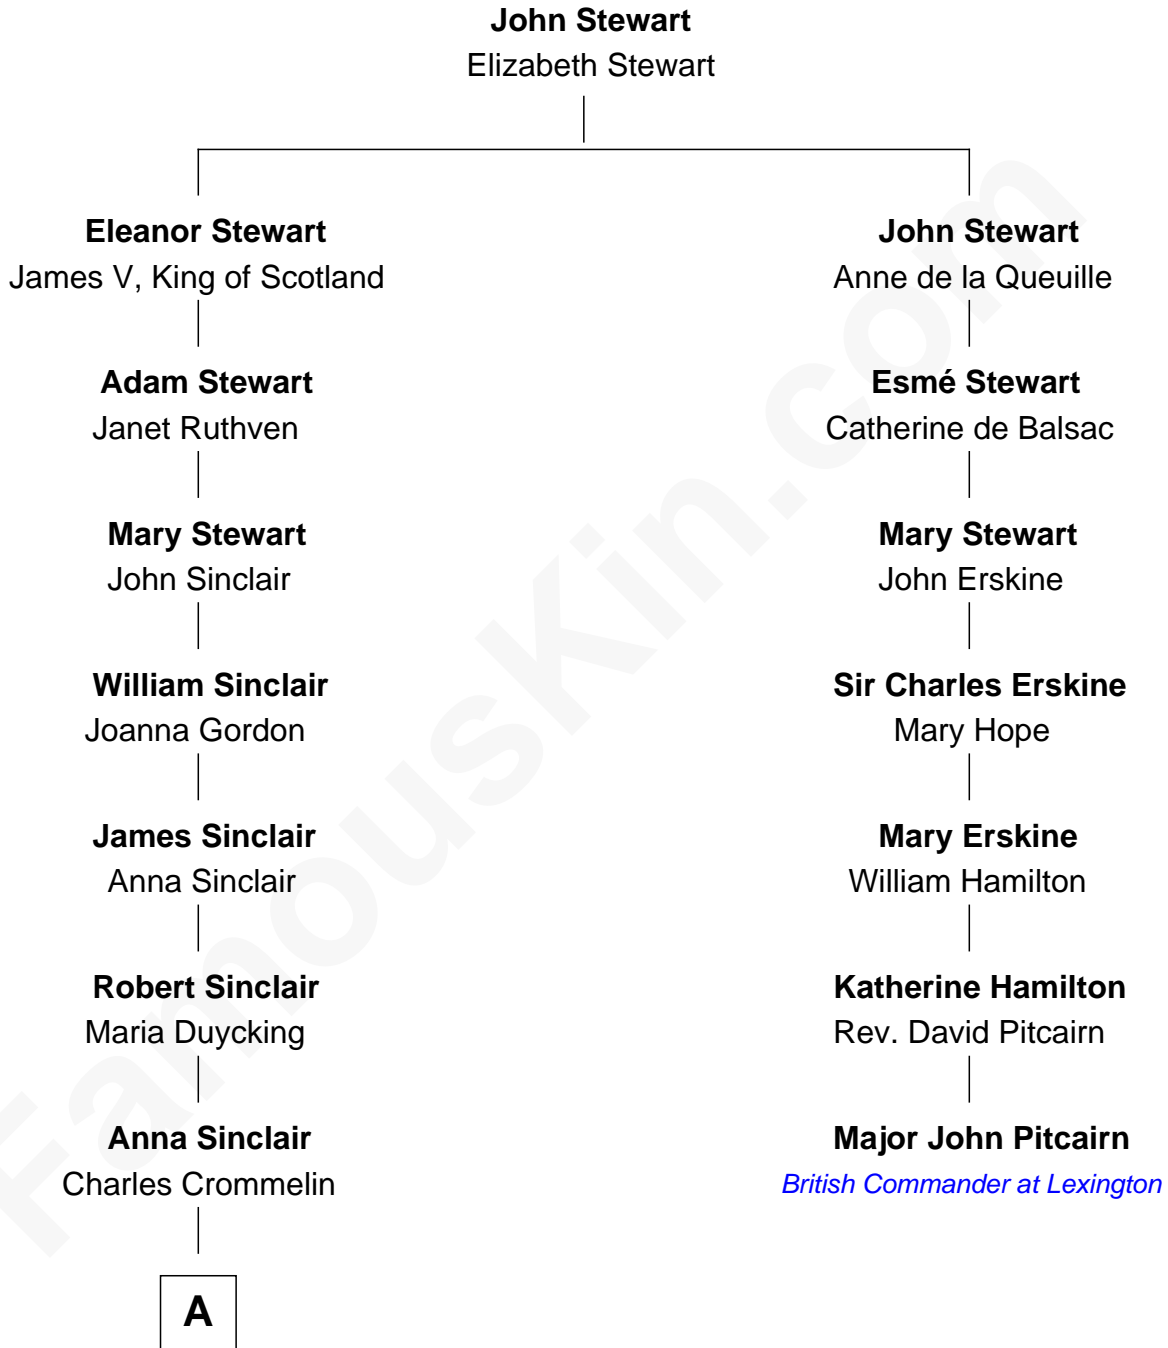 John Stewart
Elizabeth Stewart
Eleanor Stewart
James V, King of Scotland
Adam Stewart
Janet Ruthven
Mary Stewart
John Sinclair
William Sinclair
Joanna Gordon
James Sinclair
Anna Sinclair
Robert Sinclair
Maria Duycking
Anna Sinclair
Charles Crommelin
A
John Stewart
Anne de la Queuille
Esmé Stewart
Catherine de Balsac
Mary Stewart
John Erskine
Sir Charles Erskine
Mary Hope
Mary Erskine
William Hamilton
Katherine Hamilton
Rev. David Pitcairn
Major John Pitcairn
British Commander at Lexington
FamousKin.com